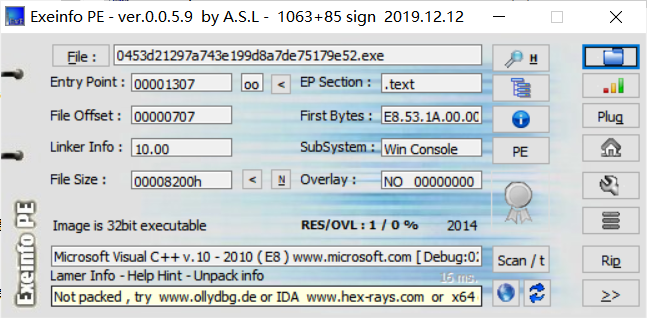 Exeinfo PE - ver.0.0.5.9 by A.S.L - 1063+85 sign 2019.12.12
File : 0453d21297a743e199d8a7de75179e52.exe H
Entry Point : 00001307 oo < EP Section : .text
File Offset : 00000707 First Bytes : E8.53.1A.00.00 Plug
Linker Info : 10.00 SubSystem : Win Console PE
File Size : 00008200h < N Overlay : NO 00000000
Image is 32bit executable RES/OVL : 1 / 0 % 2014
Microsoft Visual C++ v.10 - 2010 ( E8 ) www.microsoft.com [ Debug:0 Scan / t Rip
Lamer Info - Help Hint - Unpack info 16 ms.
Not packed , try www.ollydbg.de or IDA www.hex-rays.com or x64 >>
Exeinfo PE